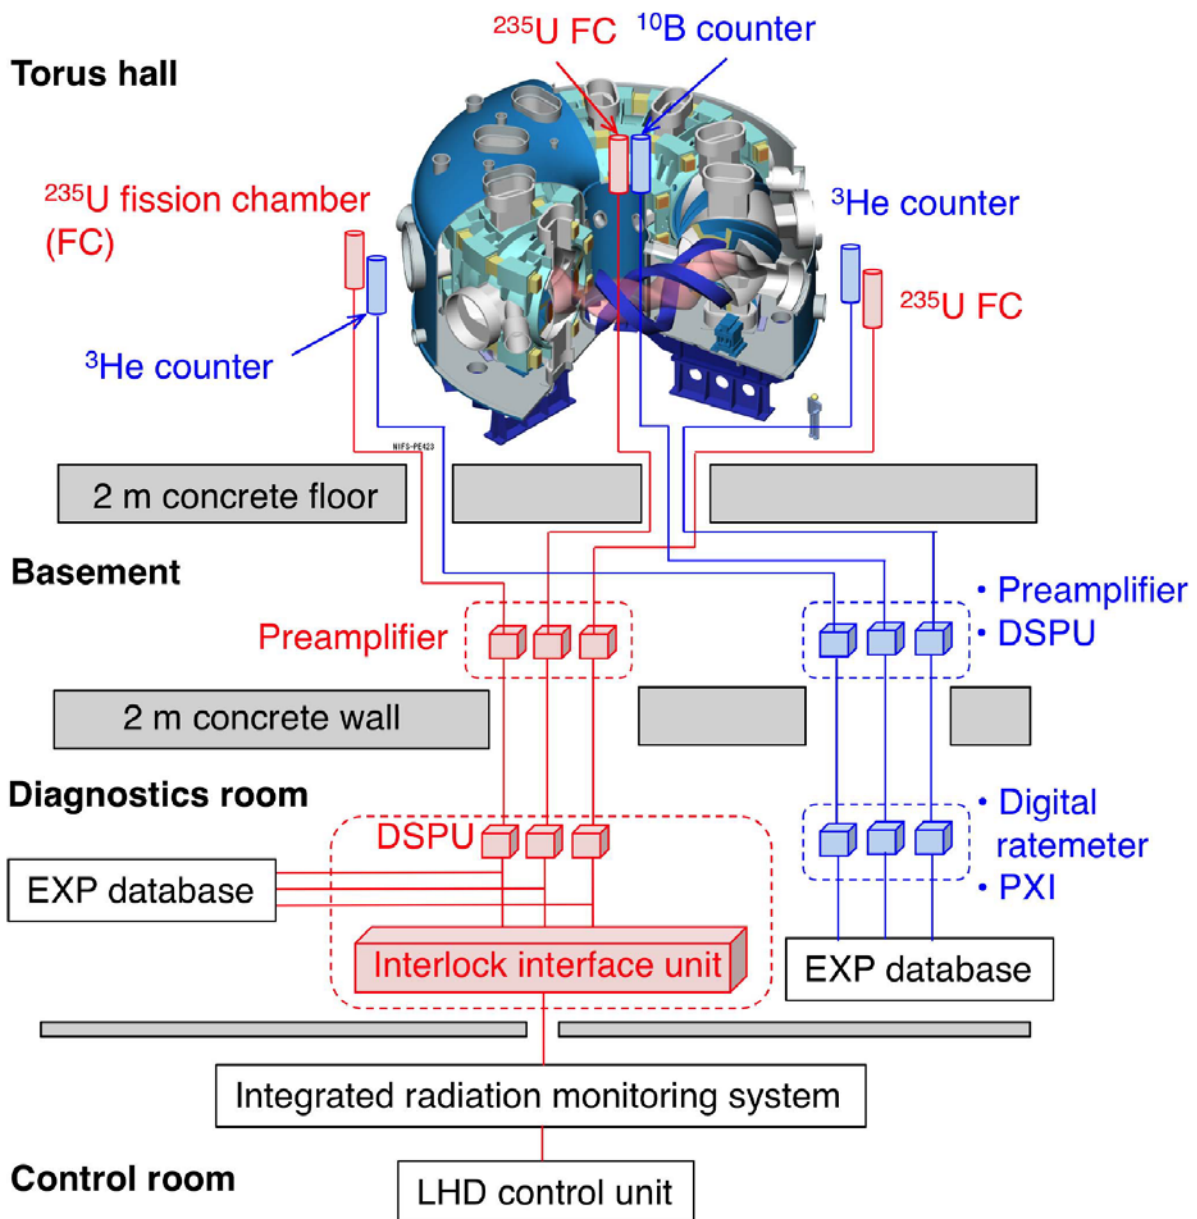 ²³⁵U FC
¹⁰B counter
Torus hall
²³⁵U fission chamber
(FC)
³He counter
³He counter
²³⁵U FC
NIFS-PE423
2 m concrete floor
Basement
Preamplifier
• Preamplifier
• DSPU
2 m concrete wall
Diagnostics room
DSPU
• Digital
ratemeter
• PXI
EXP database
Interlock interface unit
EXP database
Integrated radiation monitoring system
Control room
LHD control unit